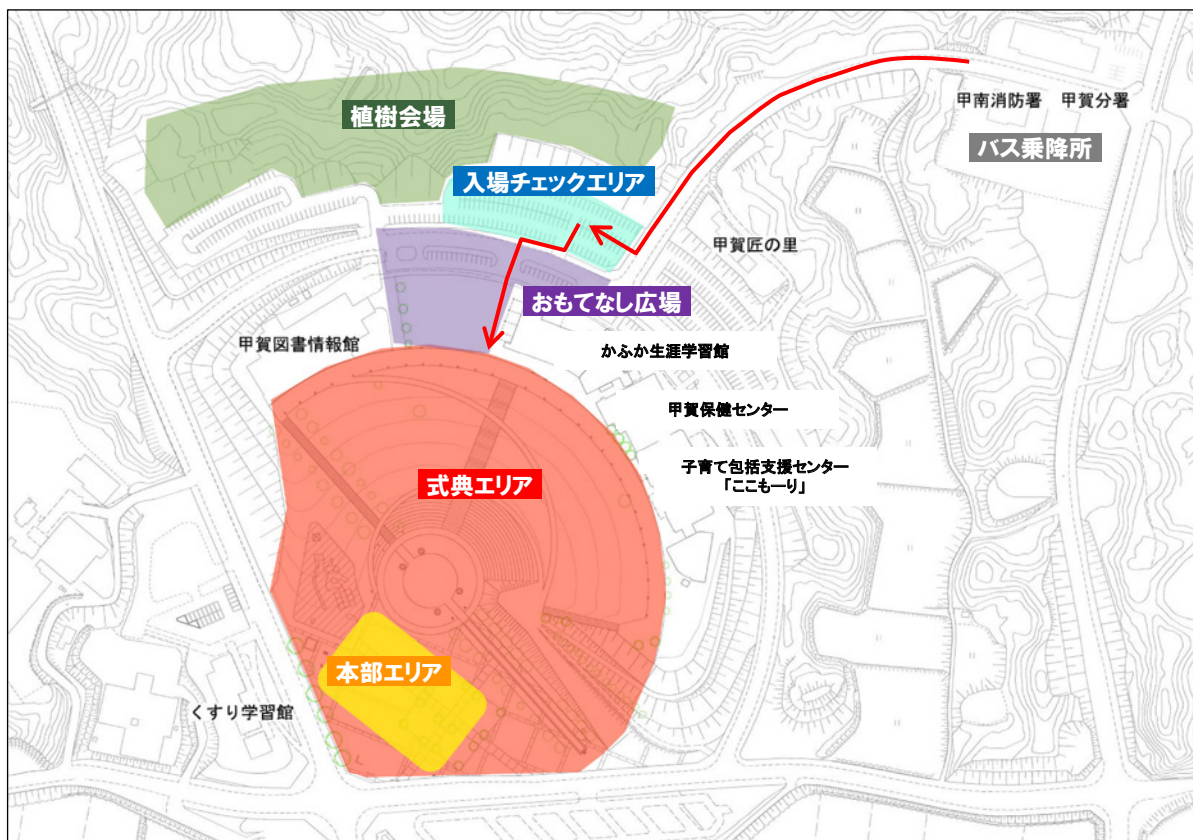 甲南消防署　甲賀分署
バス乗降所
植樹会場
入場チェックエリア
甲賀匠の里
おもてなし広場
甲賀図書情報館
かふか生涯学習館
甲賀保健センター
子育て包括支援センター
「ここもーり」
式典エリア
本部エリア
くすり学習館